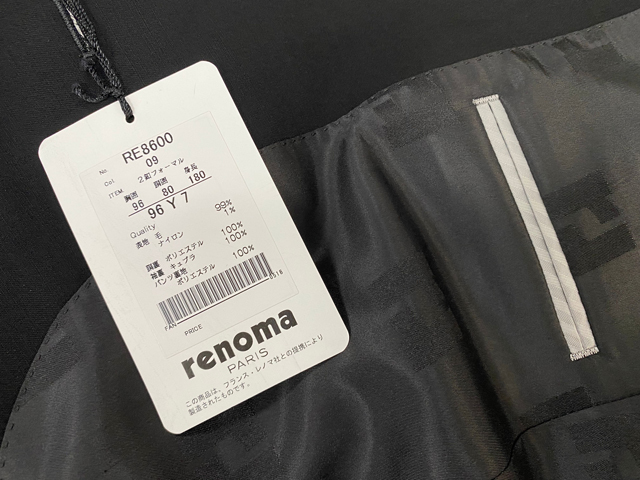 No. RE8600
Col. 09
ITEM. 2釦フォーマル
胸囲 胴囲 身長
96 80 180
96 Y 7
Quality
表地 毛 99%
ナイロン 1%
胴裏 ポリエステル 100%
袖裏 キュプラ 100%
パンツ裏地
ポリエステル 100%
FAN
PRICE
renoma
PARIS
この商品は、フランス・レノマ社との提携により
製造されたものです。